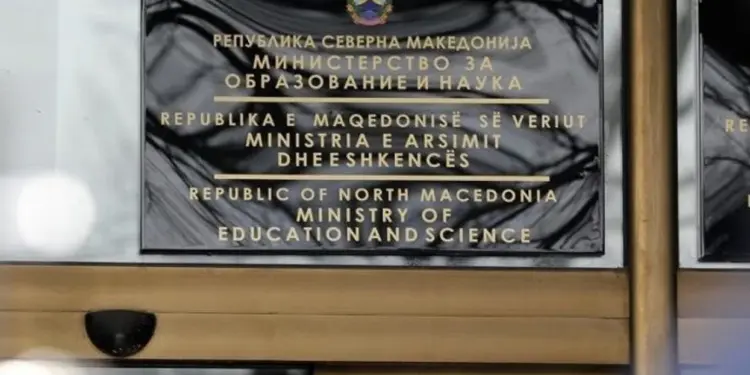 РЕПУБЛИКА СЕВЕРНА МАКЕДОНИЈА
МИНИСТЕРСТВО ЗА
ОБРАЗОВАНИЕ И НАУКА
REPUBLIKA E MAQEDONISË SË VERIUT
MINISTRIA E ARSIMIT
DHE ESHKENCËS
REPUBLIC OF NORTH MACEDONIA
MINISTRY OF
EDUCATION AND SCIENCE
RE